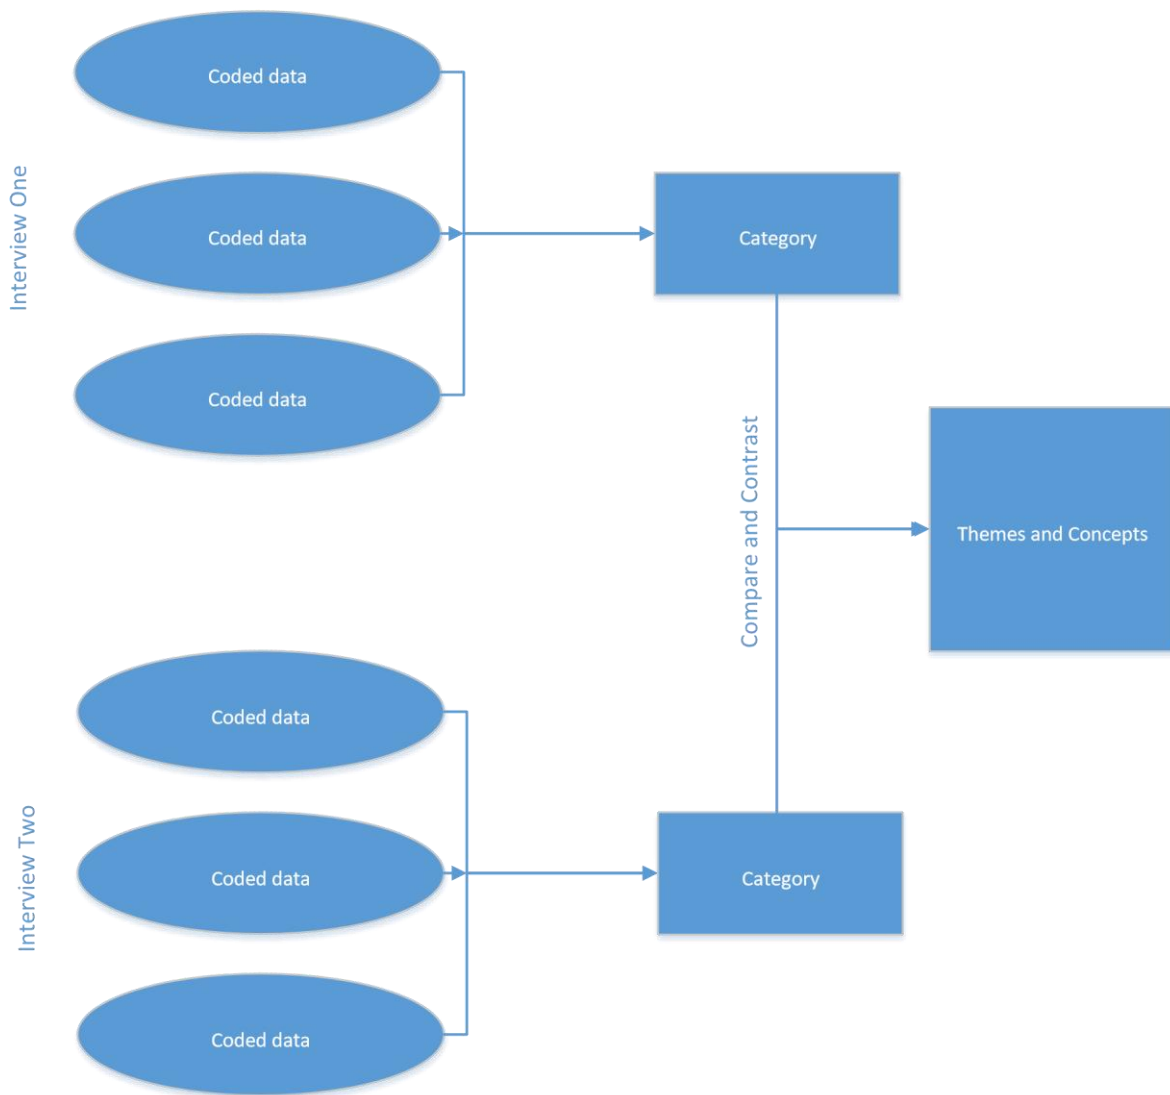 Interview One
Coded data
Coded data
Coded data
Category
Compare and Contrast
Themes and Concepts
Interview Two
Coded data
Coded data
Coded data
Category